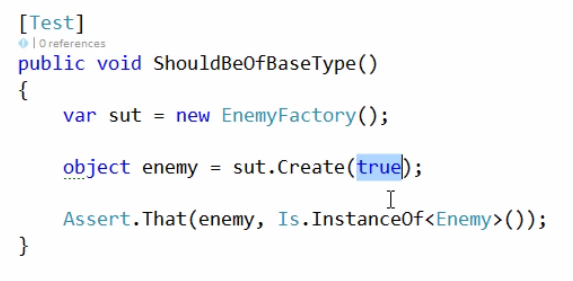 [Test]
| 0 references
public void ShouldBeOfBaseType()
{
var sut = new EnemyFactory();
object enemy = sut.Create(true);
Assert.That(enemy, Is.InstanceOf<Enemy>());
}